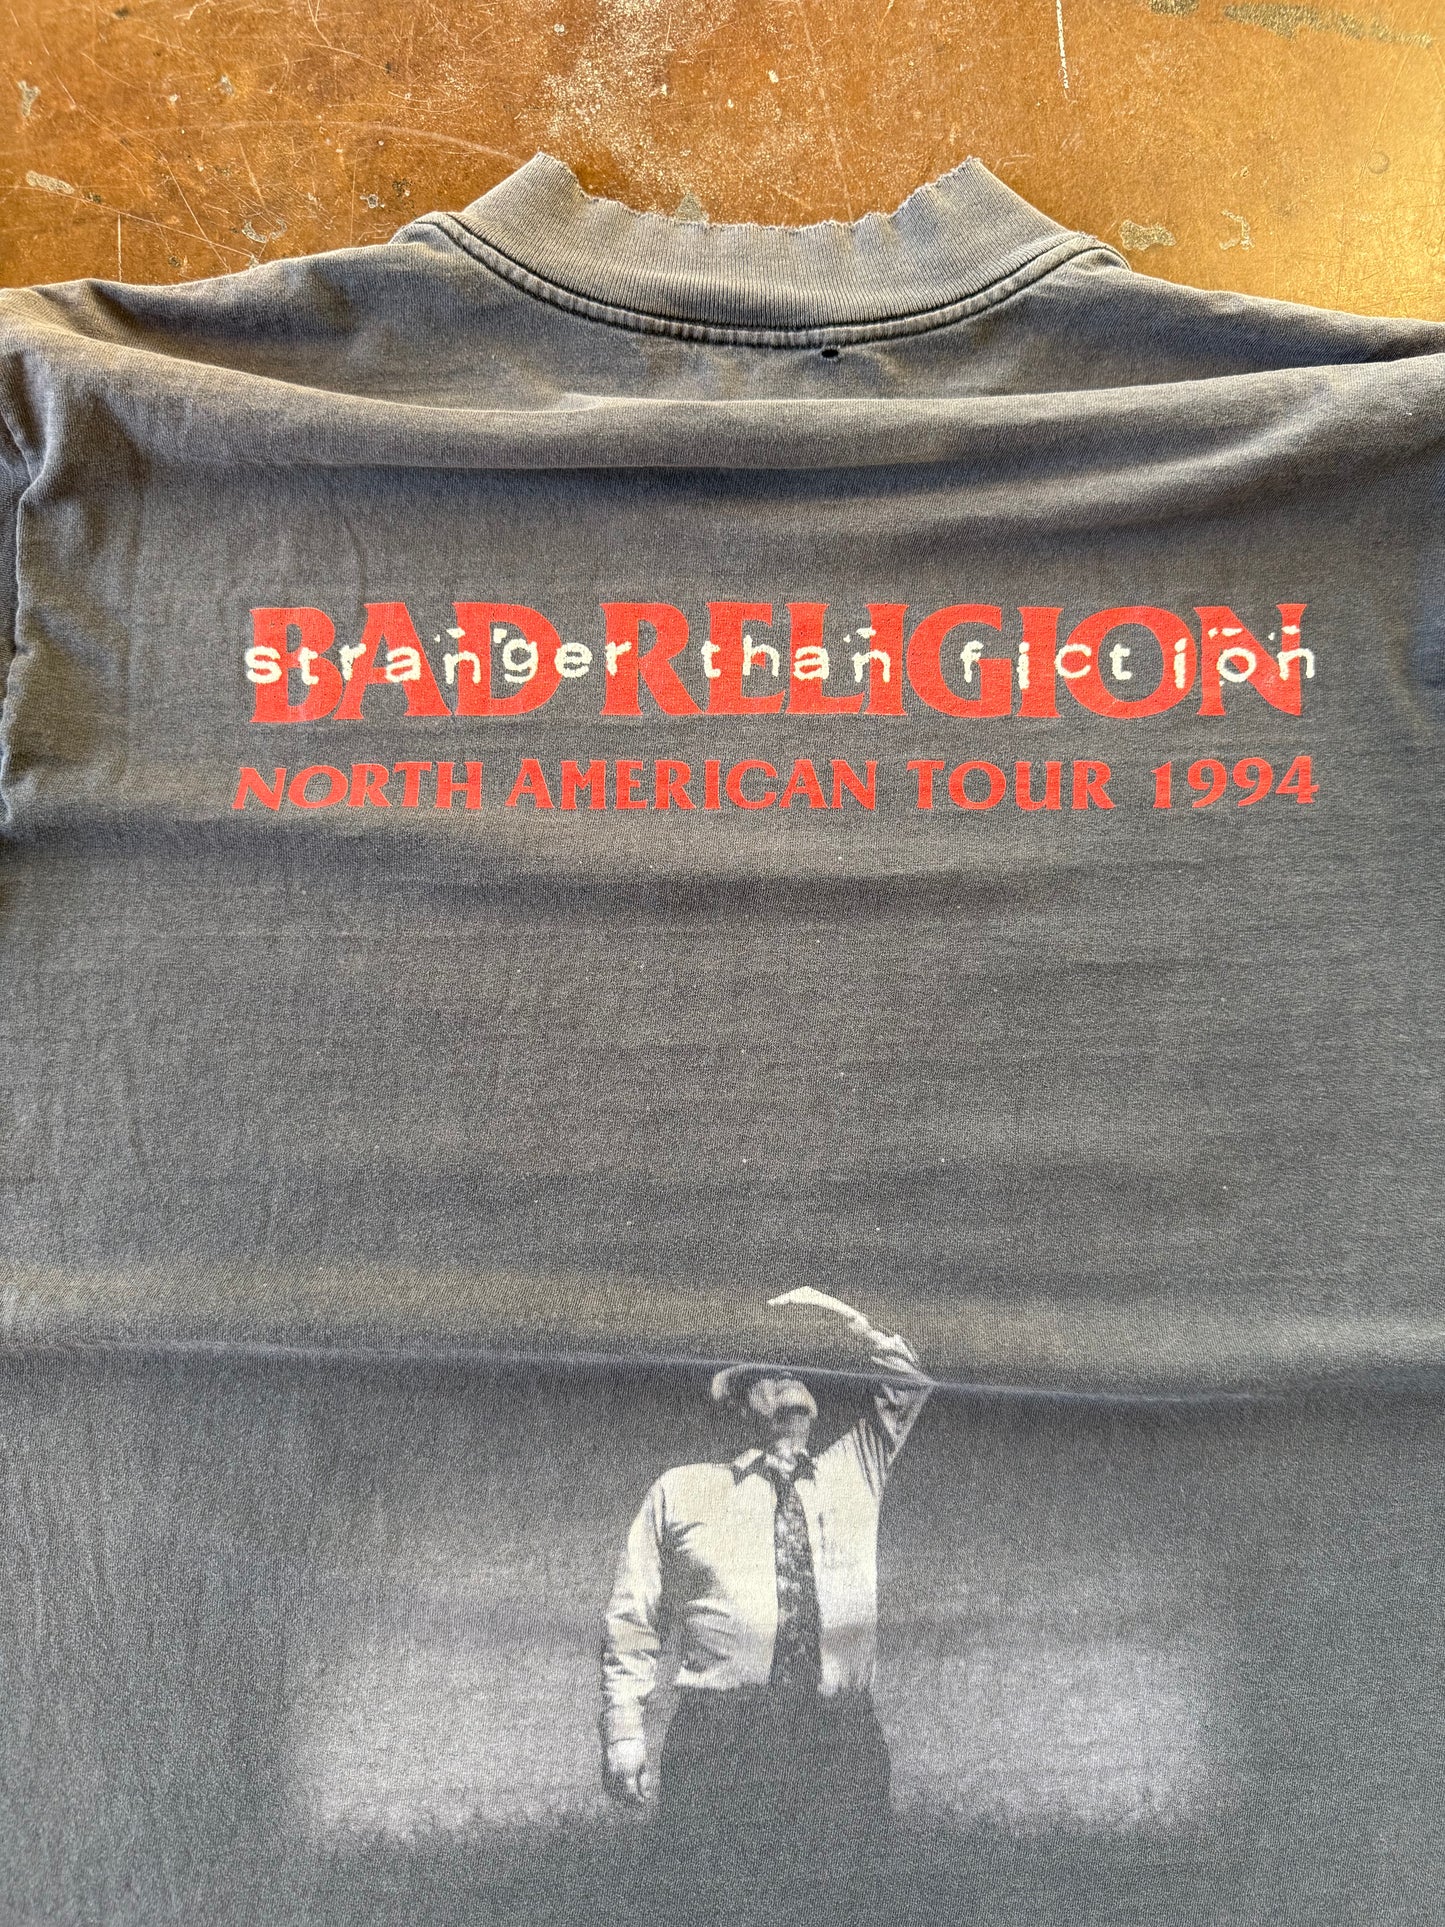 BAD RELIGION
stranger than fiction
NORTH AMERICAN TOUR 1994